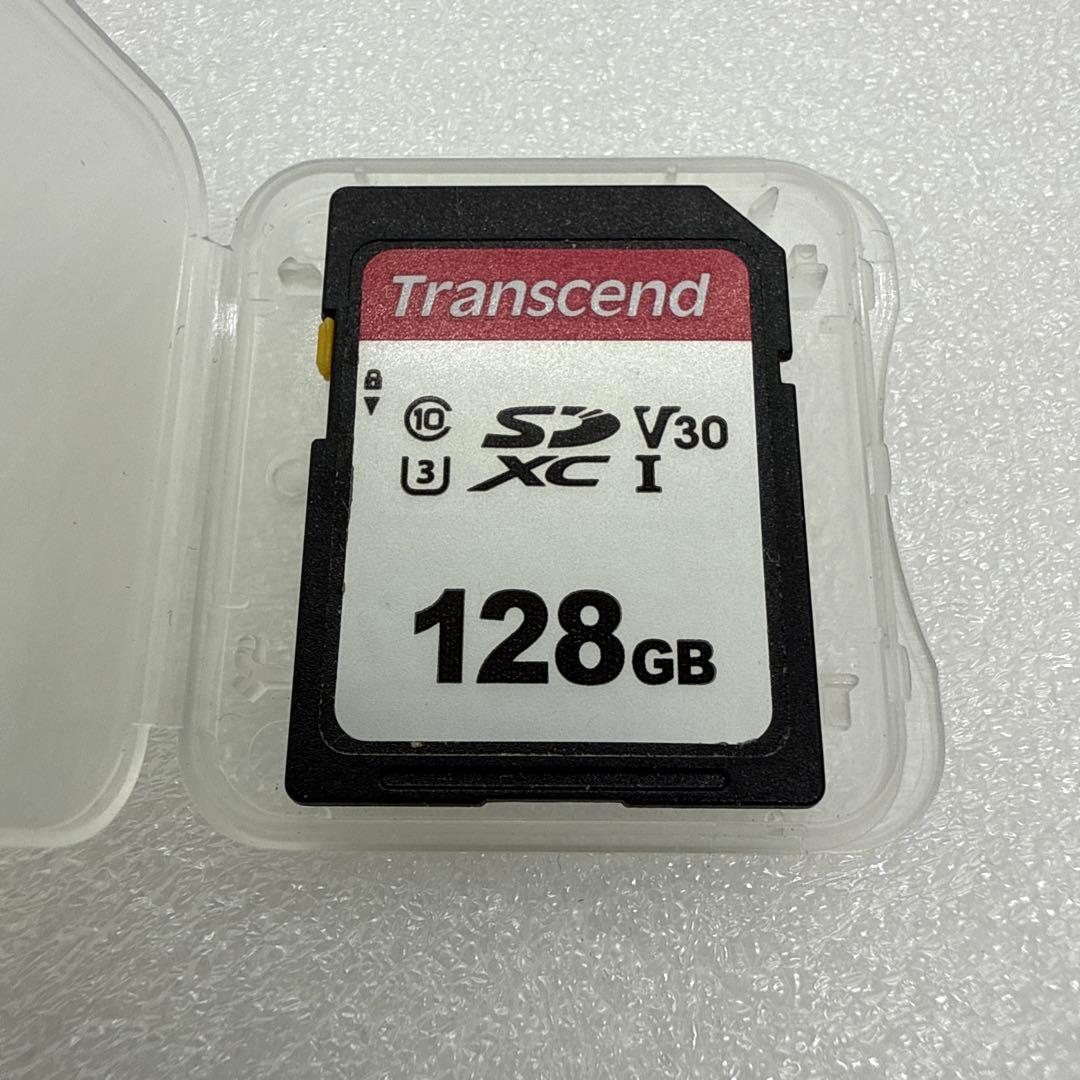 Transcend
10 SD V30
3 XC I
128GB